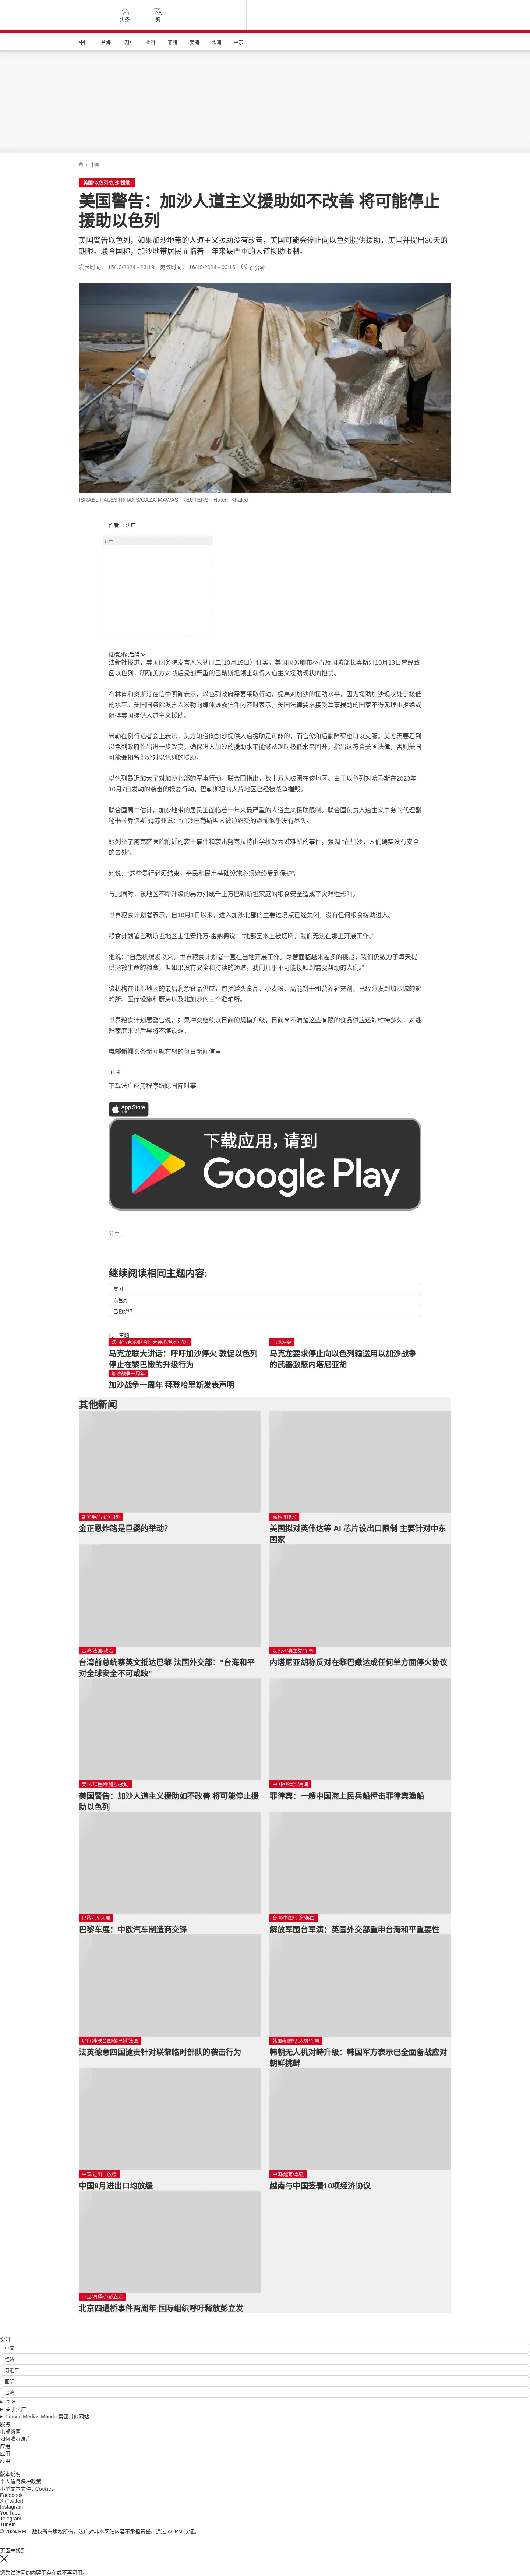 头条
繁
中国
台海
法国
亚洲
非洲
美洲
欧洲
中东
/ 中国
美国/以色列/加沙/援助
美国警告：加沙人道主义援助如不改善 将可能停止
援助以色列
美国警告以色列，如果加沙地带的人道主义援助没有改善，美国可能会停止向以色列提供援助，美国并提出30天的
期限。联合国称，加沙地带居民面临着一年来最严重的人道援助限制。
发表时间： 15/10/2024 - 23:19 更改时间： 16/10/2024 - 00:16 6 分钟
ISRAEL-PALESTINIANS/GAZA-MAWASI REUTERS - Hatem Khaled
作者： 法广
广告
继续浏览后续
法新社报道，美国国务院发言人米勒周二(10月15日）证实，美国国务卿布林肯及国防部长奥斯汀10月13日曾经致
函以色列，明确美方对战后受创严重的巴勒斯坦领土获得人道主义援助现状的担忧。
布林肯和奥斯汀在信中明确表示，以色列政府需要采取行动，提高对加沙的援助水平，因为援助加沙现状处于极低
的水平。美国国务院发言人米勒向媒体透露信件内容时表示，美国法律要求接受军事援助的国家不得无理由拒绝或
阻碍美国提供人道主义援助。
米勒在例行记者会上表示，美方知道向加沙提供人道援助是可能的，而官僚和后勤障碍也可以克服。美方需要看到
以色列政府作出进一步改变，确保进入加沙的援助水平能够从现时极低水平回升，指出这符合美国法律，否则美国
可能会扣留部分对以色列的援助。
以色列最近加大了对加沙北部的军事行动，联合国指出，数十万人被困在该地区。由于以色列对哈马斯在2023年
10月7日发动的袭击的报复行动，巴勒斯坦的大片地区已经被战争摧毁。
联合国周二估计，加沙地带的居民正面临着一年来最严重的人道主义援助限制。联合国负责人道主义事务的代理副
秘书长乔伊斯·姆苏亚说：“加沙巴勒斯坦人被迫忍受的恐怖似乎没有尽头。”
她列举了阿克萨医院附近的袭击事件和袭击努塞拉特由学校改为避难所的事件，强调 “在加沙，人们确实没有安全
的去处”。
她说：“这些暴行必须结束。平民和民用基础设施必须始终受到保护”。
与此同时，该地区不断升级的暴力对成千上万巴勒斯坦家庭的粮食安全造成了灾难性影响。
世界粮食计划署表示，自10月1日以来，进入加沙北部的主要过境点已经关闭，没有任何粮食援助进入。
粮食计划署巴勒斯坦地区主任安托万·雷纳德说：“北部基本上被切断，我们无法在那里开展工作。”
他说：“自危机爆发以来，世界粮食计划署一直在当地开展工作。尽管面临越来越多的挑战，我们仍致力于每天提
供拯救生命的粮食，但如果没有安全和持续的通道，我们几乎不可能接触到需要帮助的人们。”
该机构在北部地区的最后剩余食品供应，包括罐头食品、小麦粉、高能饼干和营养补充剂，已经分发到加沙城的避
难所、医疗设施和厨房以及北加沙的三个避难所。
世界粮食计划署警告说，如果冲突继续以目前的规模升级，目前尚不清楚这些有限的食品供应还能维持多久，对逃
难家庭来说后果将不堪设想。
电邮新闻头条新闻就在您的每日新闻信里
订阅
下载法广应用程序跟踪国际时事
App Store
下载应用，请到
Google Play
分享 :
继续阅读相同主题内容:
美国
以色列
巴勒斯坦
同一主题
法国/马克龙/联合国大会/以色列/加沙
马克龙联大讲话：呼吁加沙停火 敦促以色列
停止在黎巴嫩的升级行为
巴以冲突
马克龙要求停止向以色列输送用以加沙战争
的武器激怒内塔尼亚胡
加沙战争一周年
加沙战争一周年 拜登哈里斯发表声明
其他新闻
朝鲜半岛战争阴影
金正恩炸路是巨婴的举动?
高科技技术
美国拟对英伟达等 AI 芯片设出口限制 主要针对中东
国家
台湾/法国/政治
台湾前总统蔡英文抵达巴黎 法国外交部："台海和平
对全球安全不可或缺"
以色列/真主党/军事
内塔尼亚胡称反对在黎巴嫩达成任何单方面停火协议
美国/以色列/加沙/援助
美国警告：加沙人道主义援助如不改善 将可能停止援
助以色列
中国/菲律宾/南海
菲律宾：一艘中国海上民兵船撞击菲律宾渔船
巴黎汽车大展
巴黎车展：中欧汽车制造商交锋
台湾/中国/军演/英国
解放军围台军演：英国外交部重申台海和平重要性
以色列/联合国/黎巴嫩/法国
法英德意四国谴责针对联黎临时部队的袭击行为
韩国/朝鲜/无人机/军事
韩朝无人机对峙升级：韩国军方表示已全面备战应对
朝鲜挑衅
中国/进出口放缓
中国9月进出口均放缓
中国/越南/李强
越南与中国签署10项经济协议
中国/四通桥/彭立发
北京四通桥事件两周年 国际组织呼吁释放彭立发
实时
中国
经济
习近平
国际
台湾
国际
关于法广
France Médias Monde 集团其他网站
服务
电邮新闻
如何收听法广
应用
应用
应用
版本说明
个人信息保护政策
小型文本文件 / Cookies
Facebook
X (Twitter)
Instagram
YouTube
Telegram
TuneIn
© 2024 RFI – 版权所有版权所有。法广对非本网站内容不承担责任。通过 ACPM 认证。
页面未找到
您尝试访问的内容不存在或不再可用。